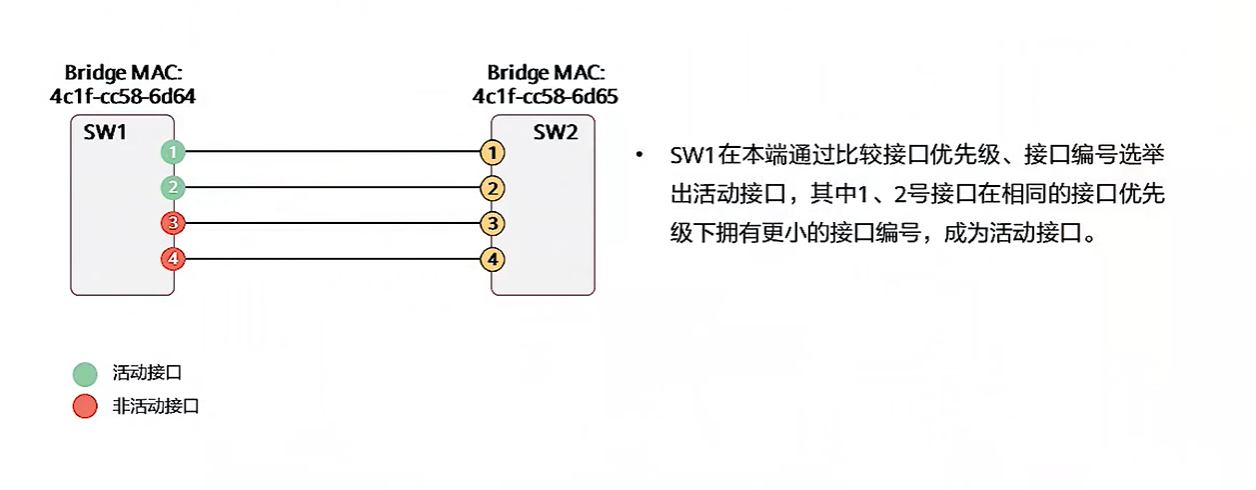 Bridge MAC:
4c1f-cc58-6d64
Bridge MAC:
4c1f-cc58-6d65
SW1
SW2
1
1
2
2
3
3
4
4
• SW1在本端通过比较接口优先级、接口编号选举
出活动接口，其中1、2号接口在相同的接口优先
级下拥有更小的接口编号，成为活动接口。
活动接口
非活动接口